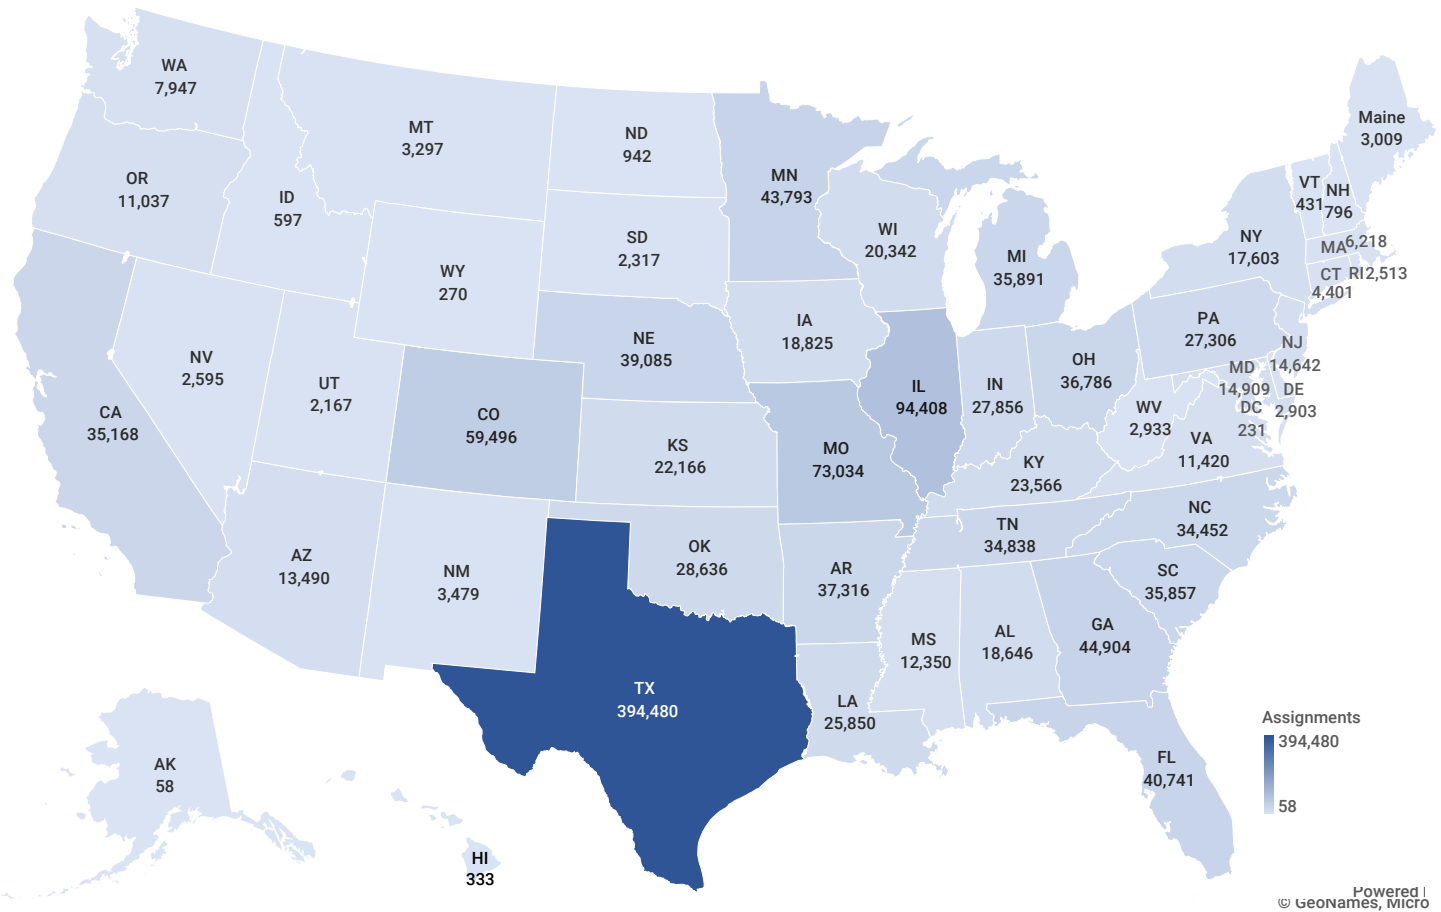 WA
7,947
MT
3,297
ND
942
MN
43,793
Maine
3,009
OR
11,037
ID
597
SD
2,317
WI
20,342
MI
35,891
VT
431
NH
796
NY
17,603
MA
6,218
WY
270
CT
4,401
RI
2,513
NE
39,085
IA
18,825
PA
27,306
NV
2,595
UT
2,167
OH
36,786
NJ
14,642
CA
35,168
CO
59,496
IL
94,408
IN
27,856
MD
14,909
DE
2,903
WV
2,933
DC
231
KS
22,166
MO
73,034
KY
23,566
VA
11,420
AZ
13,490
NM
3,479
OK
28,636
AR
37,316
TN
34,838
NC
34,452
SC
35,857
MS
12,350
AL
18,646
GA
44,904
TX
394,480
LA
25,850
FL
40,741
AK
58
HI
333
Assignments
394,480
58
Powered
© GeoNames, Micro